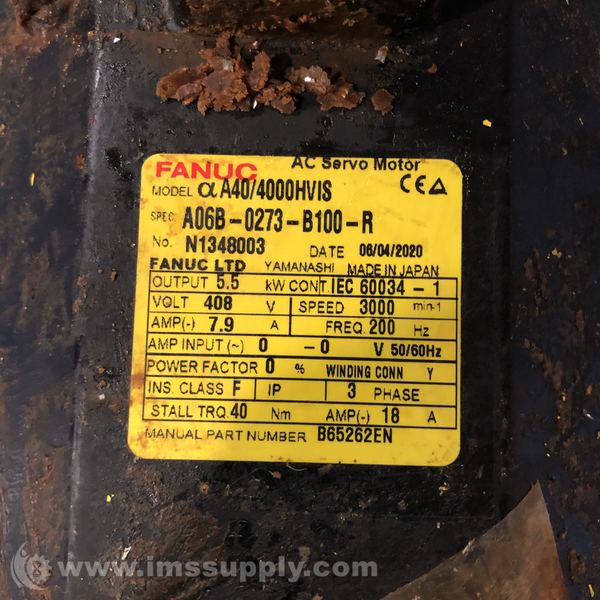 FANUC AC Servo Motor
MODEL αA40/4000HVIS CE
SPEC. A06B-0273-B100-R
No. N1348003 DATE 06/04/2020
FANUC LTD YAMANASHI MADE IN JAPAN
OUTPUT 5.5 kW CONT. IEC 60034-1
VOLT 408 V SPEED 3000 min-1
AMP(~) 7.9 A FREQ. 200 Hz
AMP INPUT (~) 0 -0 V 50/60Hz
POWER FACTOR 0 % WINDING CONN Y
INS. CLASS F IP 3 PHASE
STALL TRQ. 40 Nm AMP(~) 18 A
MANUAL PART NUMBER B65262EN
© www.imssupply.com